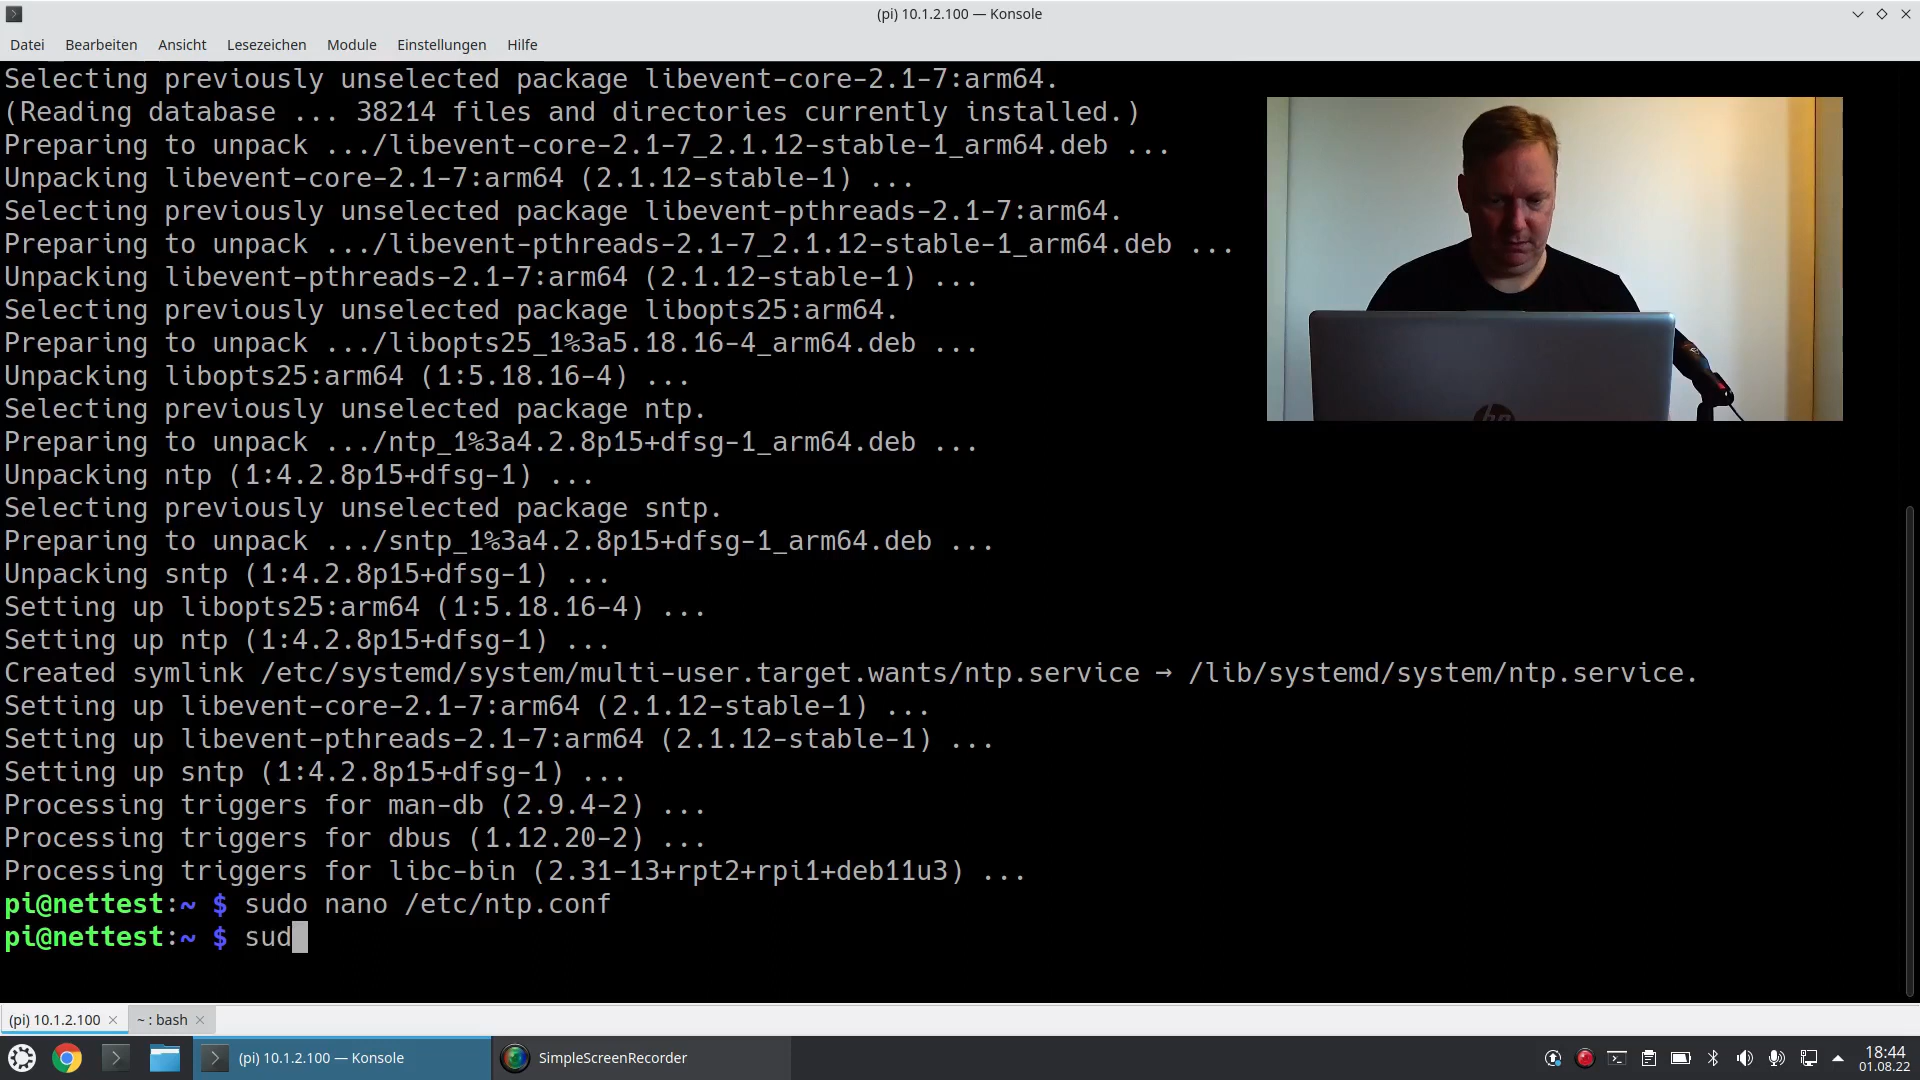 (pi) 10.1.2.100 — Konsole
Datei Bearbeiten Ansicht Lesezeichen Module Einstellungen Hilfe
Selecting previously unselected package libevent-core-2.1-7:arm64.
(Reading database ... 38214 files and directories currently installed.)
Preparing to unpack .../libevent-core-2.1-7_2.1.12-stable-1_arm64.deb ...
Unpacking libevent-core-2.1-7:arm64 (2.1.12-stable-1) ...
Selecting previously unselected package libevent-pthreads-2.1-7:arm64.
Preparing to unpack .../libevent-pthreads-2.1-7_2.1.12-stable-1_arm64.deb ...
Unpacking libevent-pthreads-2.1-7:arm64 (2.1.12-stable-1) ...
Selecting previously unselected package libopts25:arm64.
Preparing to unpack .../libopts25_1%3a5.18.16-4_arm64.deb ...
Unpacking libopts25:arm64 (1:5.18.16-4) ...
Selecting previously unselected package ntp.
Preparing to unpack .../ntp_1%3a4.2.8p15+dfsg-1_arm64.deb ...
Unpacking ntp (1:4.2.8p15+dfsg-1) ...
Selecting previously unselected package sntp.
Preparing to unpack .../sntp_1%3a4.2.8p15+dfsg-1_arm64.deb ...
Unpacking sntp (1:4.2.8p15+dfsg-1) ...
Setting up libopts25:arm64 (1:5.18.16-4) ...
Setting up ntp (1:4.2.8p15+dfsg-1) ...
Created symlink /etc/systemd/system/multi-user.target.wants/ntp.service → /lib/systemd/system/ntp.service.
Setting up libevent-core-2.1-7:arm64 (2.1.12-stable-1) ...
Setting up libevent-pthreads-2.1-7:arm64 (2.1.12-stable-1) ...
Setting up sntp (1:4.2.8p15+dfsg-1) ...
Processing triggers for man-db (2.9.4-2) ...
Processing triggers for dbus (1.12.20-2) ...
Processing triggers for libc-bin (2.31-13+rpt2+rpi1+deb11u3) ...
pi@nettest:~ $ sudo nano /etc/ntp.conf
pi@nettest:~ $ sud
hp
(pi) 10.1.2.100 ~ : bash
(pi) 10.1.2.100 — Konsole SimpleScreenRecorder 18:44
01.08.22